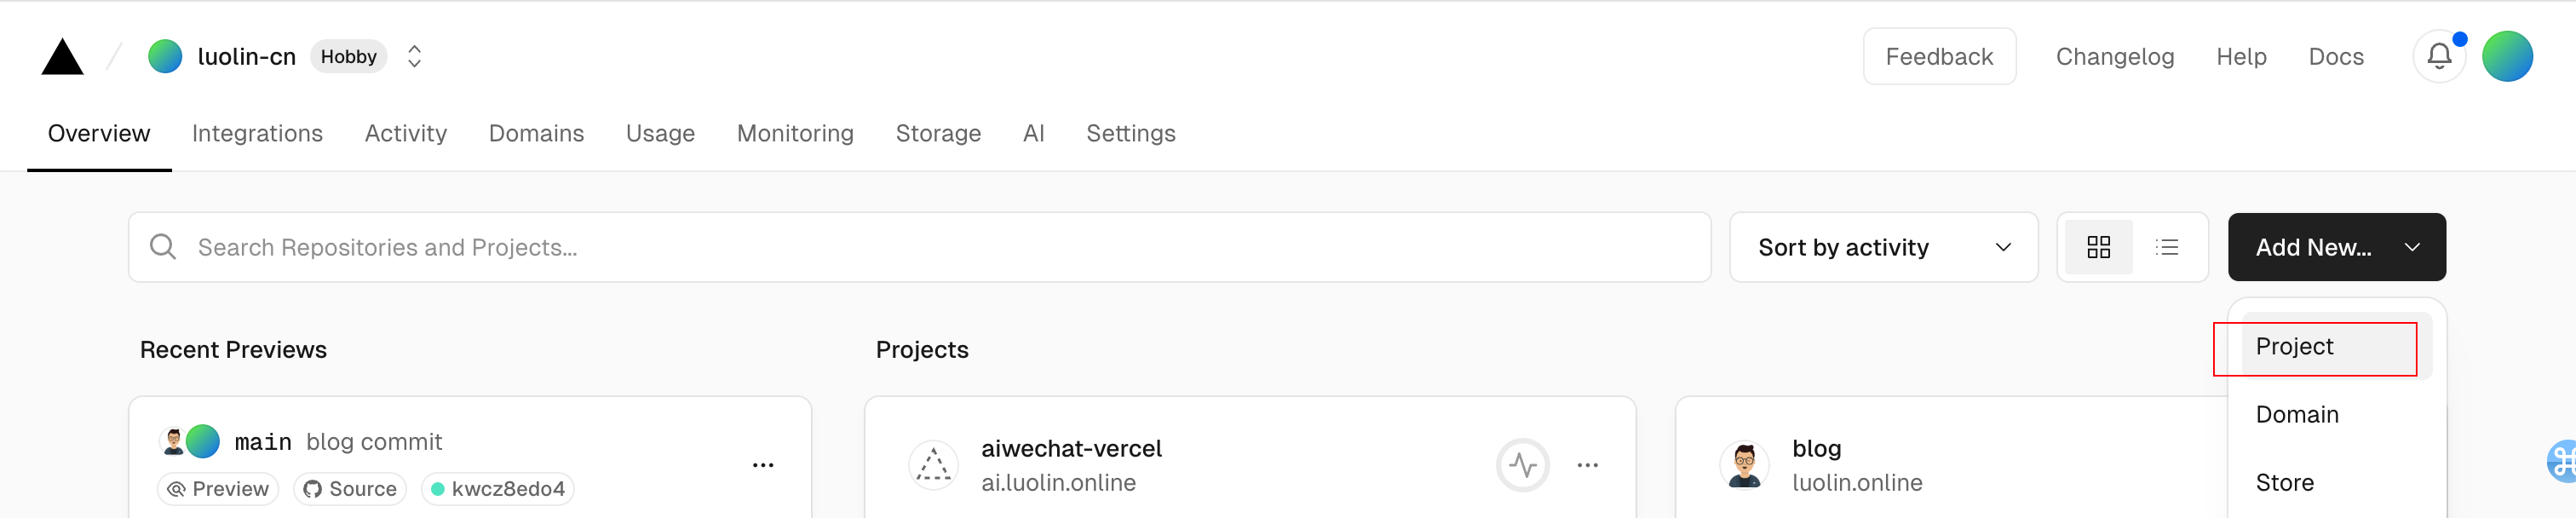 luolin-cn Hobby
Feedback Changelog Help Docs
Overview Integrations Activity Domains Usage Monitoring Storage AI Settings
Search Repositories and Projects...
Sort by activity
Add New...
Project
Domain
Store
Recent Previews
main blog commit
Preview Source kwcz8edo4
Projects
aiwechat-vercel
ai.luolin.online
blog
luolin.online